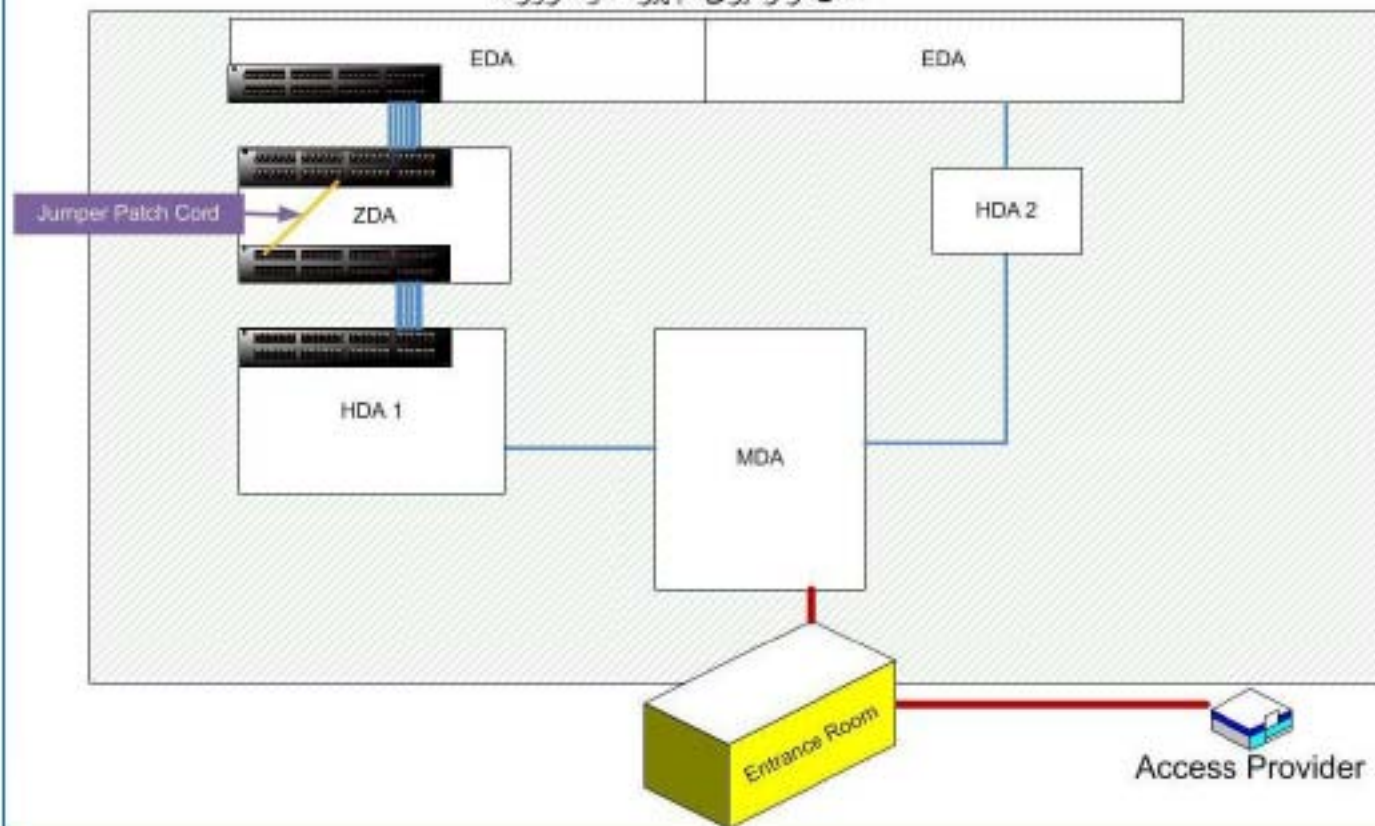 EDA
EDA
HDA 2
Jumper Patch Cord
ZDA
HDA 1
MDA
Entrance Room
Access Provider